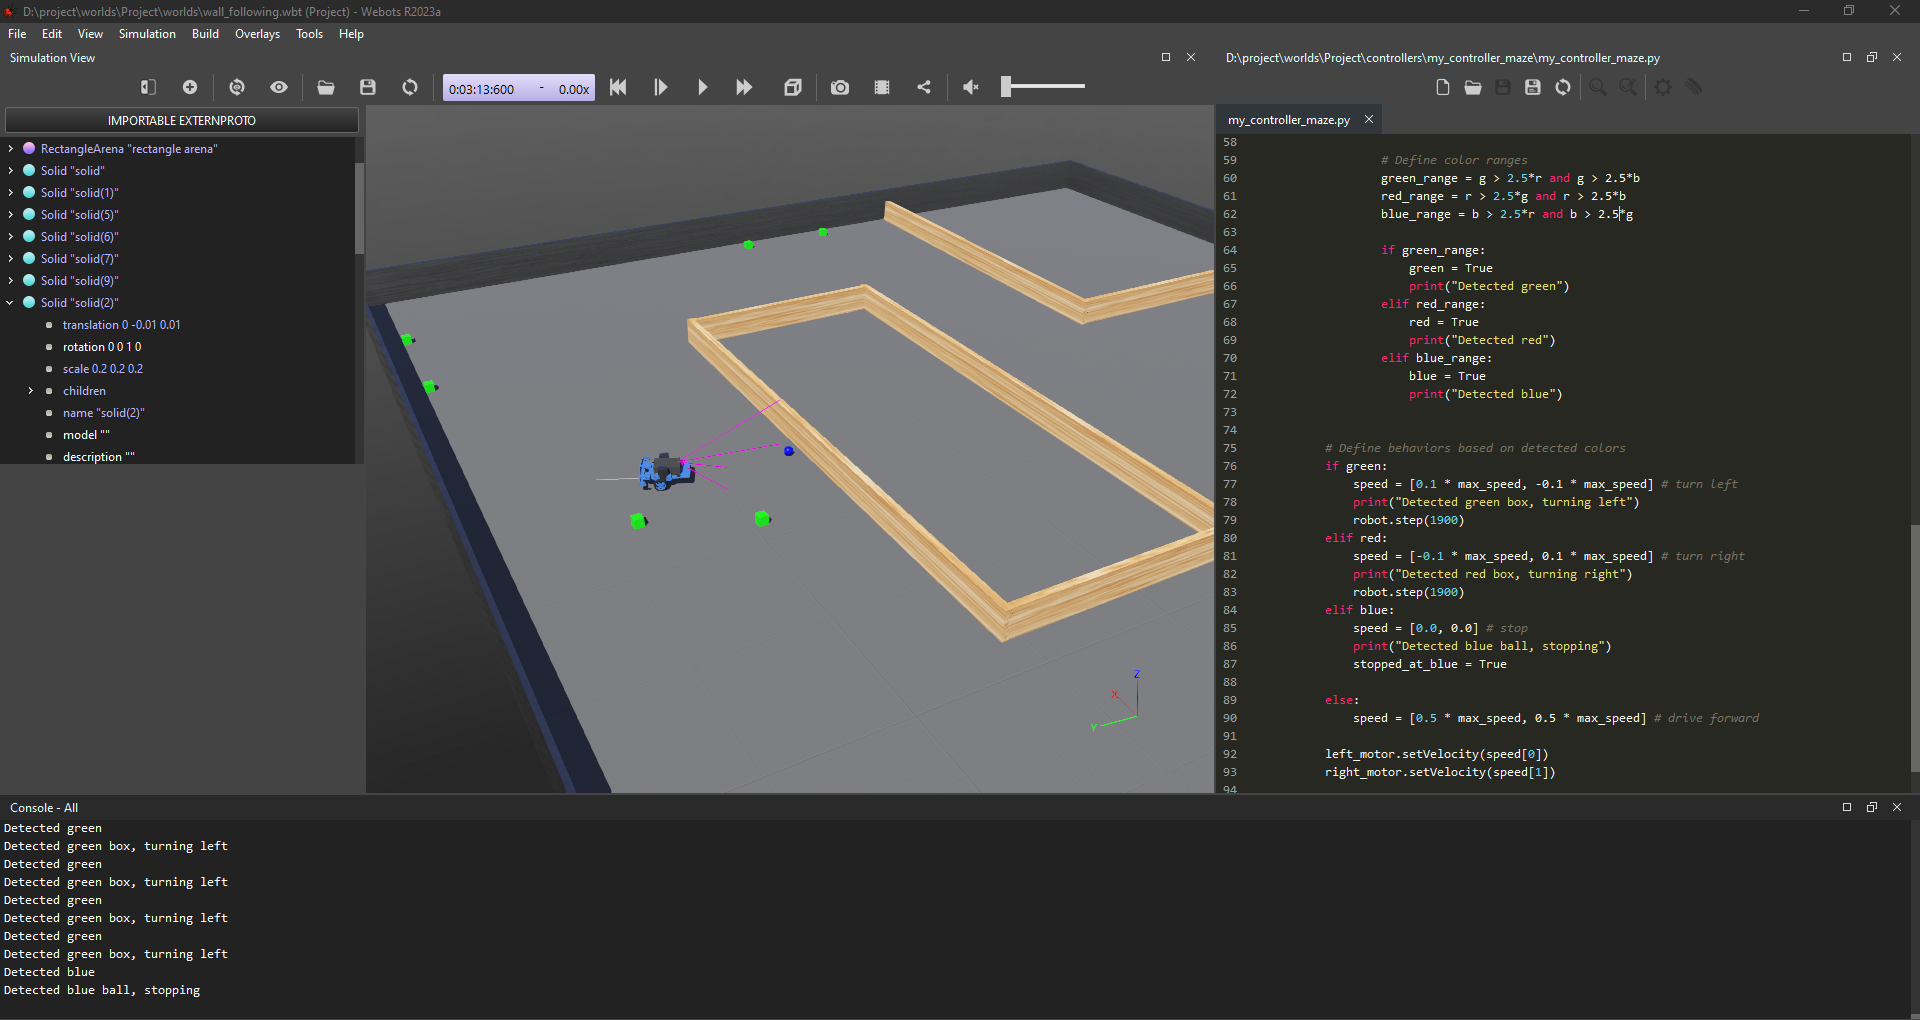 D:\project\worlds\Project\worlds\wall_following.wbt (Project) - Webots R2023a
File Edit View Simulation Build Overlays Tools Help
Simulation View
D:\project\worlds\Project\controllers\my_controller_maze\my_controller_maze.py
0:03:13:600 - 0.00x
IMPORTABLE EXTERNPROTO
RectangleArena "rectangle arena"
Solid "solid"
Solid "solid(1)"
Solid "solid(5)"
Solid "solid(6)"
Solid "solid(7)"
Solid "solid(9)"
Solid "solid(2)"
translation 0 -0.01 0.01
rotation 0 0 1 0
scale 0.2 0.2 0.2
children
name "solid(2)"
model ""
description ""
Z
X
Y
my_controller_maze.py
58
59 # Define color ranges
60 green_range = g > 2.5*r and g > 2.5*b
61 red_range = r > 2.5*g and r > 2.5*b
62 blue_range = b > 2.5*r and b > 2.5*g
63
64 if green_range:
65 green = True
66 print("Detected green")
67 elif red_range:
68 red = True
69 print("Detected red")
70 elif blue_range:
71 blue = True
72 print("Detected blue")
73
74
75 # Define behaviors based on detected colors
76 if green:
77 speed = [0.1 * max_speed, -0.1 * max_speed] # turn left
78 print("Detected green box, turning left")
79 robot.step(1900)
80 elif red:
81 speed = [-0.1 * max_speed, 0.1 * max_speed] # turn right
82 print("Detected red box, turning right")
83 robot.step(1900)
84 elif blue:
85 speed = [0.0, 0.0] # stop
86 print("Detected blue ball, stopping")
87 stopped_at_blue = True
88
89 else:
90 speed = [0.5 * max_speed, 0.5 * max_speed] # drive forward
91
92 left_motor.setVelocity(speed[0])
93 right_motor.setVelocity(speed[1])
94
Console - All
Detected green
Detected green box, turning left
Detected green
Detected green box, turning left
Detected green
Detected green box, turning left
Detected green
Detected green box, turning left
Detected blue
Detected blue ball, stopping